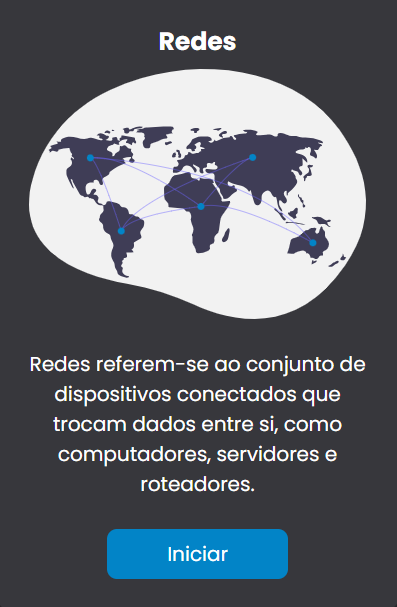 Redes
Redes referem-se ao conjunto de
dispositivos conectados que
trocam dados entre si, como
computadores, servidores e
roteadores.
Iniciar